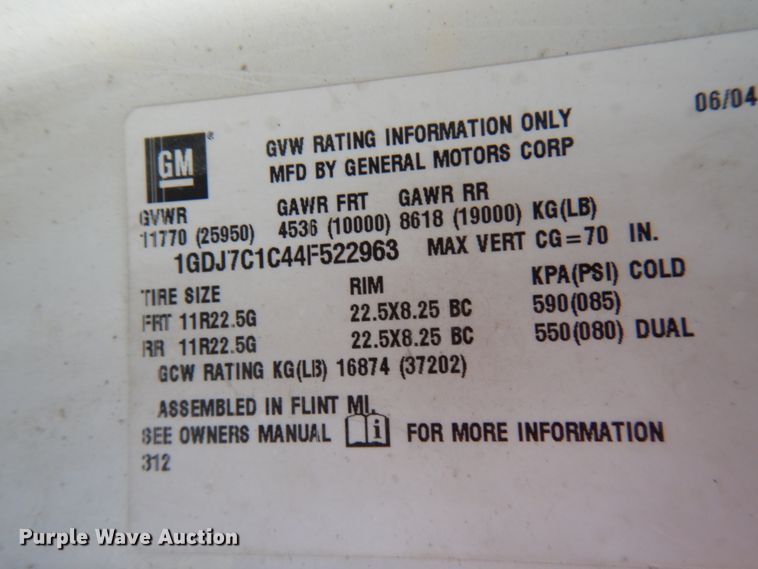 06/04
GM
GVW RATING INFORMATION ONLY
MFD BY GENERAL MOTORS CORP
GVWR GAWR FRT GAWR RR
11770 (25950) 4536 (10000) 8618 (19000) KG(LB)
1GDJ7C1C44F522963 MAX VERT CG=70 IN.
TIRE SIZE RIM KPA(PSI) COLD
FRT 11R22.5G 22.5X8.25 BC 590(085)
RR 11R22.5G 22.5X8.25 BC 550(080) DUAL
GCW RATING KG(LB) 16874 (37202)
ASSEMBLED IN FLINT MI.
SEE OWNERS MANUAL i FOR MORE INFORMATION
312
Purple Wave Auction